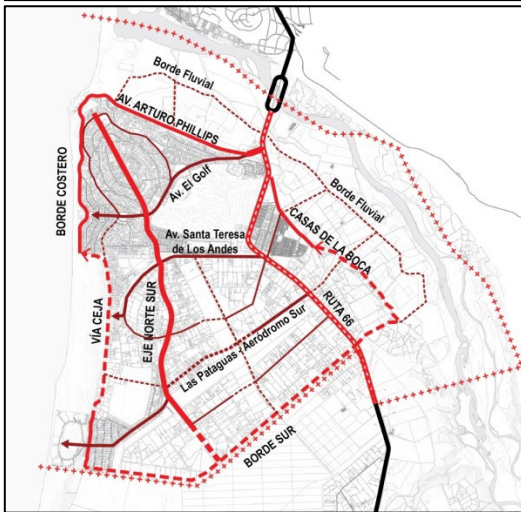 Borde Fluvial
AV. ARTURO PHILLIPS
Av. El Golf
BORDE COSTERO
Borde Fluvial
CASAS DE LA BOCA
Av. Santa Teresa
de Los Andes
VÍA CEJA
EJE NORTE SUR
RUTA 66
Las Pataguas - Aeródromo Sur
BORDE SUR